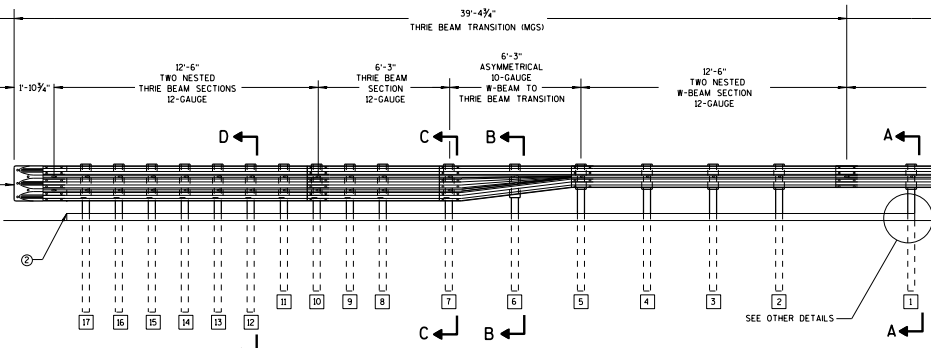 39'-4¾"
THRIE BEAM TRANSITION (MGS)
1'-10¾"
12'-6"
TWO NESTED
THRIE BEAM SECTIONS
12-GAUGE
6'-3"
THRIE BEAM
SECTION
12-GAUGE
6'-3"
ASYMMETRICAL
10-GAUGE
W-BEAM TO
THRIE BEAM TRANSITION
12'-6"
TWO NESTED
W-BEAM SECTION
12-GAUGE
D
C
B
A
2
17
16
15
14
13
12
11
10
9
8
7
6
5
4
3
2
1
SEE OTHER DETAILS
C
B
A